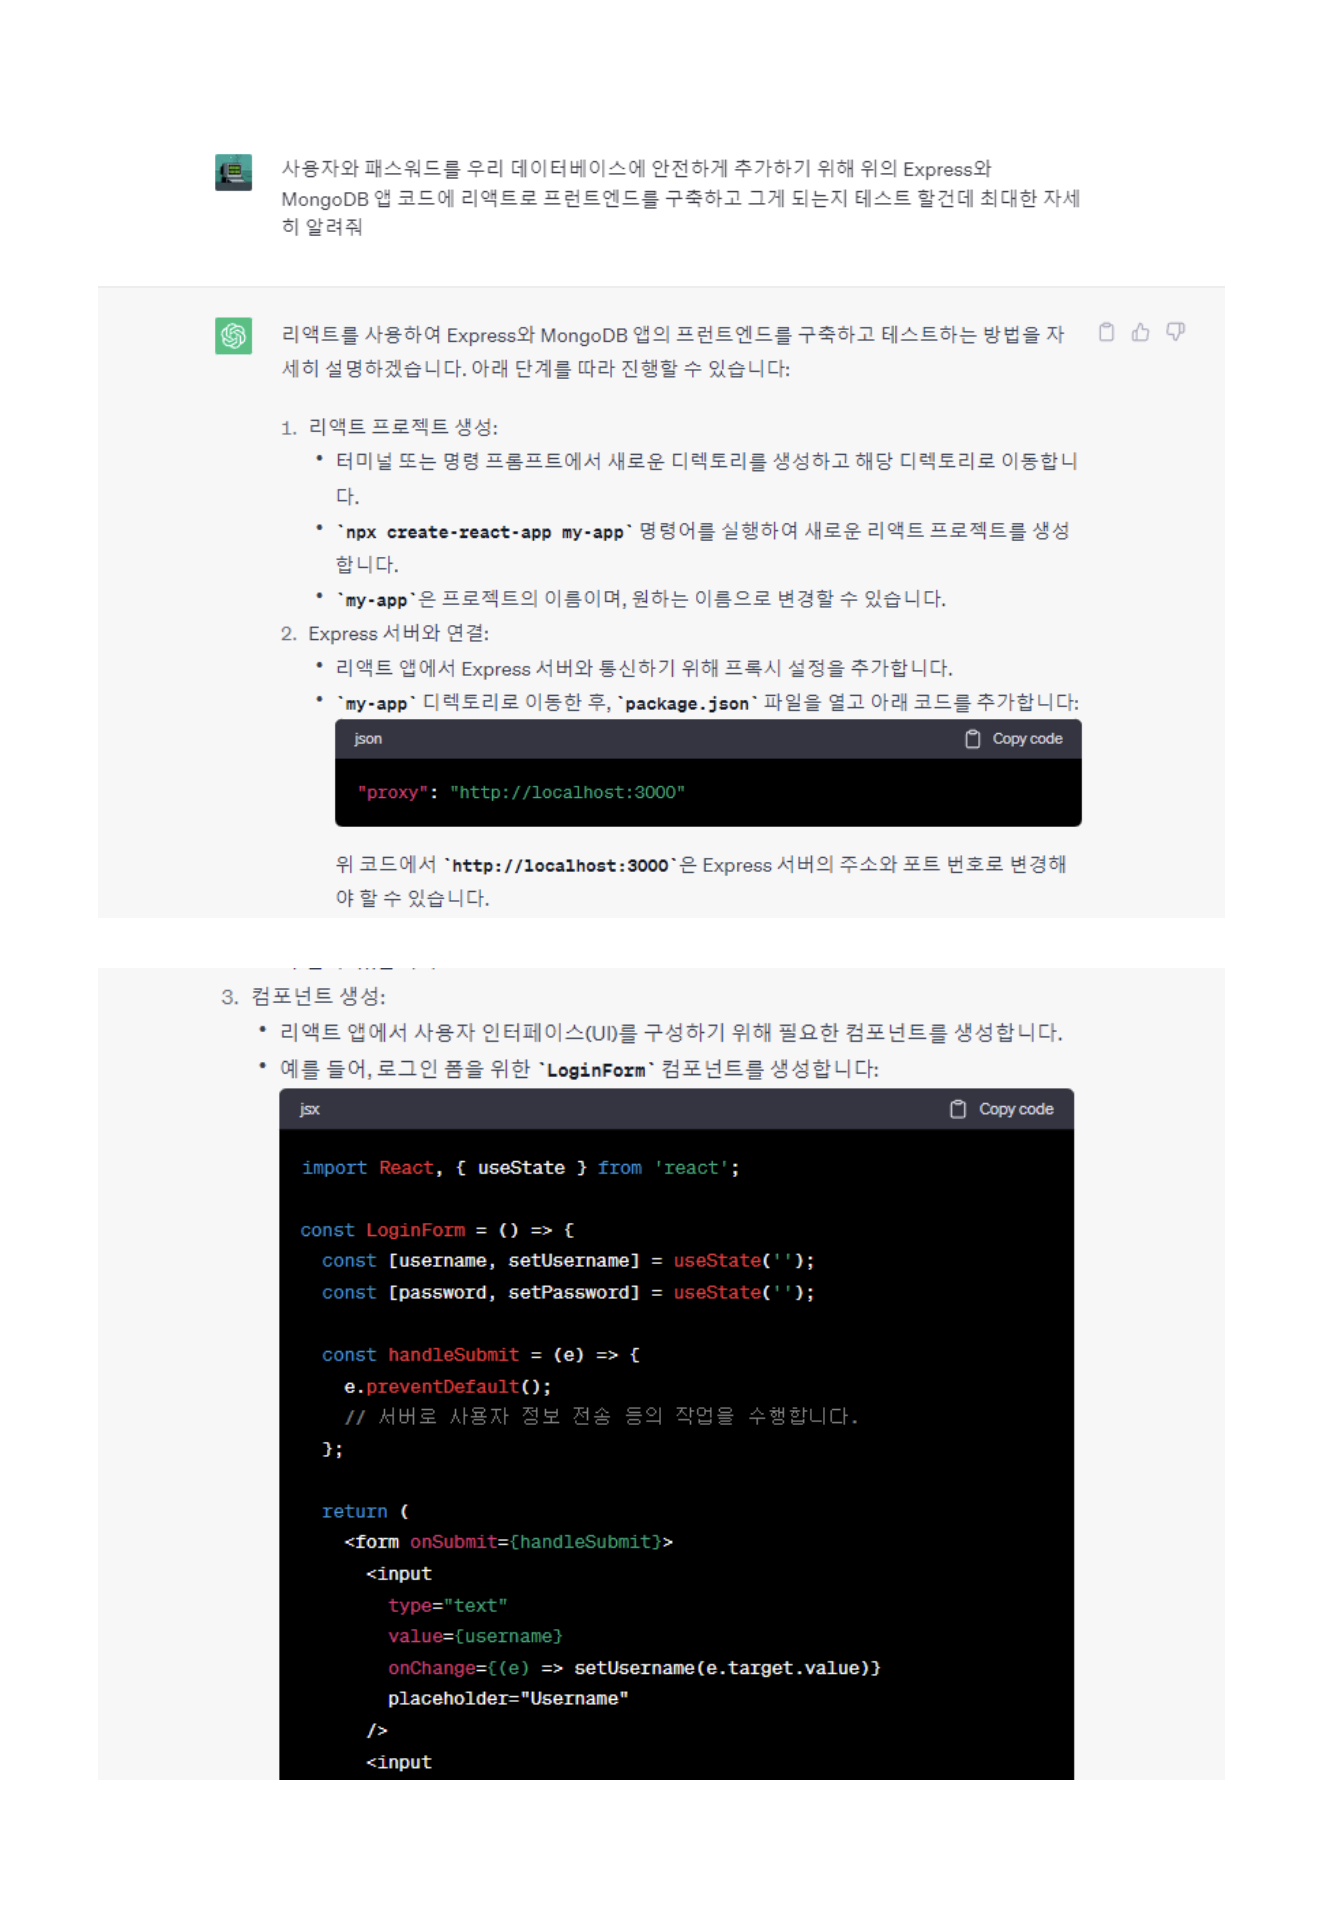 사용자와 패스워드를 우리 데이터베이스에 안전하게 추가하기 위해 위의 Express와
MongoDB 앱 코드에 리액트로 프런트엔드를 구축하고 그게 되는지 테스트 할건데 최대한 자세
히 알려줘
리액트를 사용하여 Express와 MongoDB 앱의 프런트엔드를 구축하고 테스트하는 방법을 자
세히 설명하겠습니다. 아래 단계를 따라 진행할 수 있습니다:
1. 리액트 프로젝트 생성:
• 터미널 또는 명령 프롬프트에서 새로운 디렉토리를 생성하고 해당 디렉토리로 이동합니
다.
• `npx create-react-app my-app` 명령어를 실행하여 새로운 리액트 프로젝트를 생성
합니다.
• `my-app`은 프로젝트의 이름이며, 원하는 이름으로 변경할 수 있습니다.
2. Express 서버와 연결:
• 리액트 앱에서 Express 서버와 통신하기 위해 프록시 설정을 추가합니다.
• `my-app` 디렉토리로 이동한 후, `package.json` 파일을 열고 아래 코드를 추가합니다:
json Copy code
"proxy": "http://localhost:3000"
위 코드에서 `http://localhost:3000`은 Express 서버의 주소와 포트 번호로 변경해
야 할 수 있습니다.
3. 컴포넌트 생성:
• 리액트 앱에서 사용자 인터페이스(UI)를 구성하기 위해 필요한 컴포넌트를 생성합니다.
• 예를 들어, 로그인 폼을 위한 `LoginForm` 컴포넌트를 생성합니다:
jsx Copy code
import React, { useState } from 'react';
const LoginForm = () => {
const [username, setUsername] = useState('');
const [password, setPassword] = useState('');
const handleSubmit = (e) => {
e.preventDefault();
// 서버로 사용자 정보 전송 등의 작업을 수행합니다.
};
return (
<form onSubmit={handleSubmit}>
<input
type="text"
value={username}
onChange={(e) => setUsername(e.target.value)}
placeholder="Username"
/>
<input